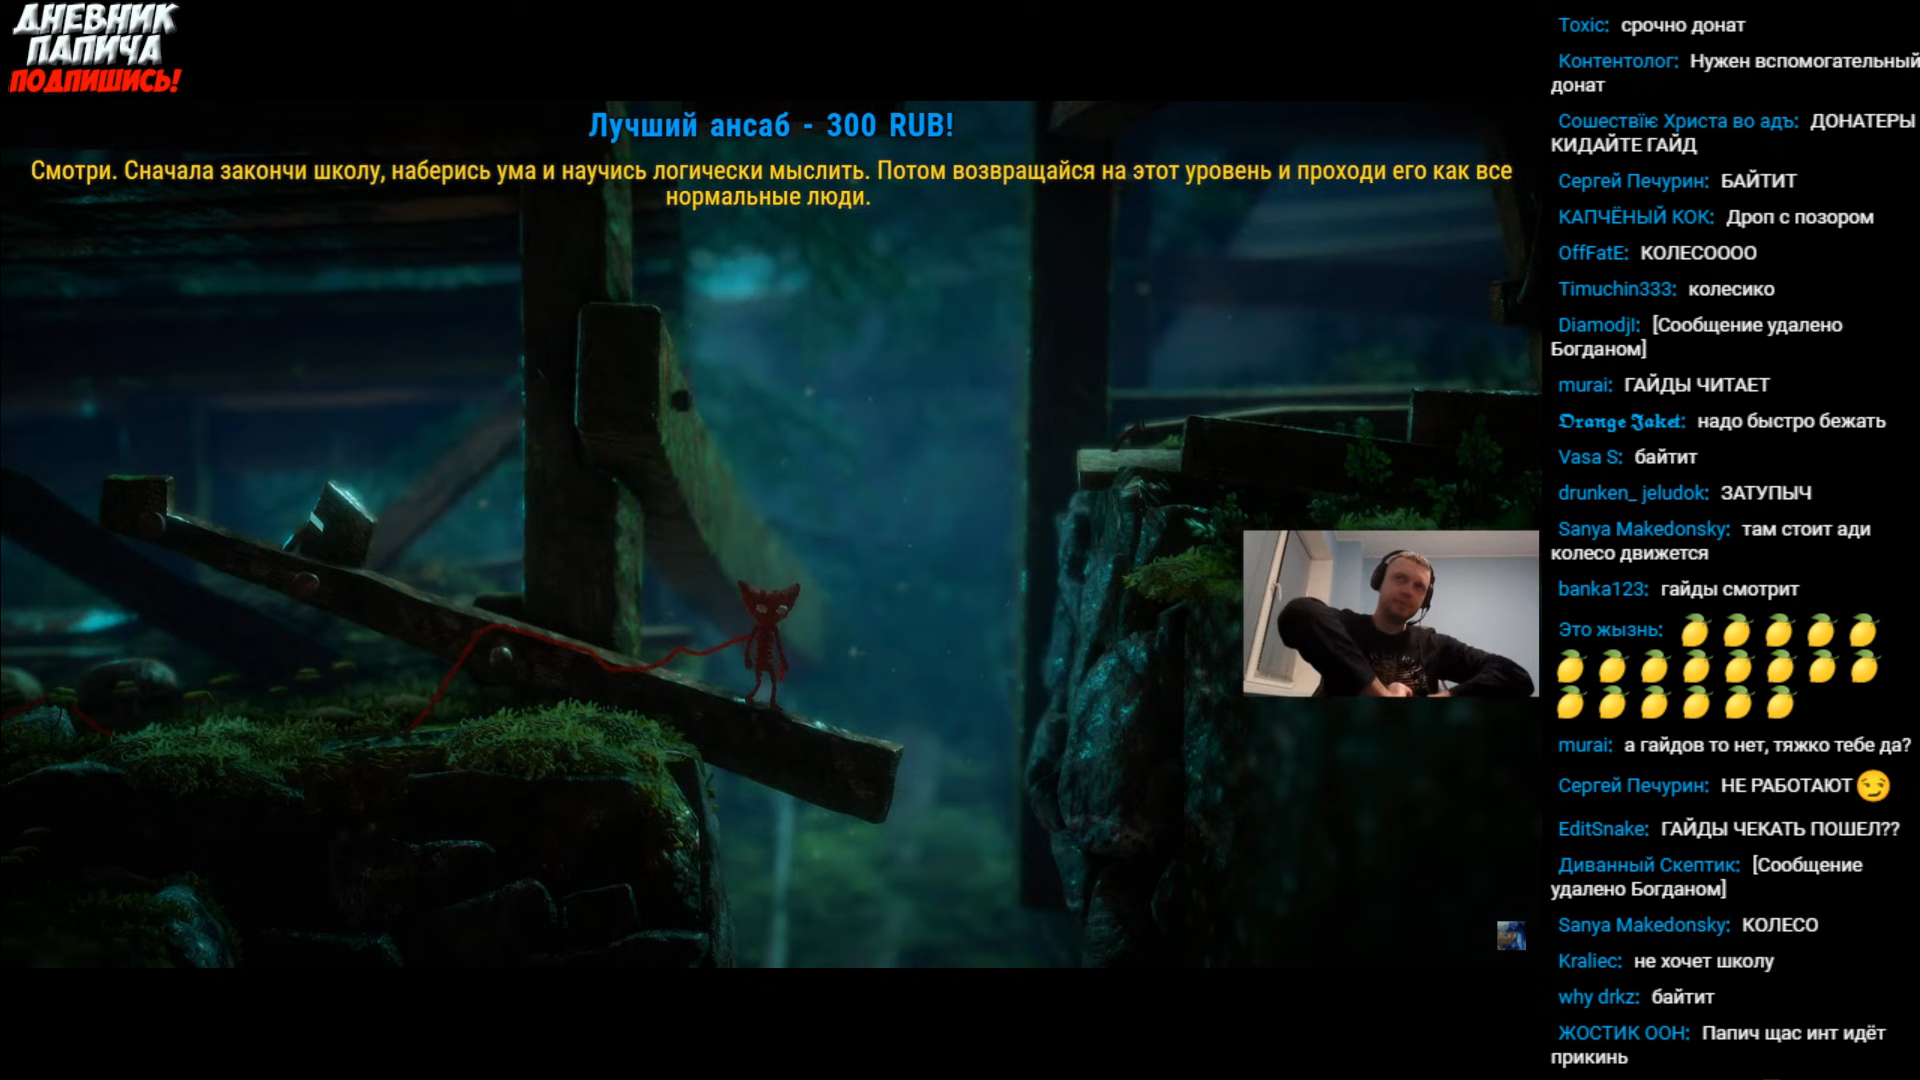 ДНЕВНИК
ПАПИЧА
ПОДПИШИСЬ!
Лучший ансаб - 300 RUB!
Смотри. Сначала закончи школу, наберись ума и научись логически мыслить. Потом возвращайся на этот уровень и проходи его как все
нормальные люди.
Toxic: срочно донат
Контентолог: Нужен вспомогательный
донат
Сошествïѥ Христа во адъ: ДОНАТЕРЫ
КИДАЙТЕ ГАЙД
Сергей Печурин: БАЙТИТ
КАПЧЁНЫЙ КОК: Дроп с позором
OffFatE: КОЛЕСОООО
Timuchin333: колесико
DiamodjI: [Сообщение удалено
Богданом]
murai: ГАЙДЫ ЧИТАЕТ
𝕺𝖗𝖆𝖓𝖌𝖊 𝕵𝖆𝖐𝖊𝖙: надо быстро бежать
Vasa S: байтит
drunken_ jeludok: ЗАТУПЫЧ
Sanya Makedonsky: там стоит ади
колесо движется
banka123: гайды смотрит
Это жызнь: 🍋 🍋 🍋 🍋 🍋
🍋 🍋 🍋 🍋 🍋 🍋 🍋 🍋
🍋 🍋 🍋 🍋 🍋 🍋
murai: а гайдов то нет, тяжко тебе да?
Сергей Печурин: НЕ РАБОТАЮТ 😏
EditSnake: ГАЙДЫ ЧЕКАТЬ ПОШЕЛ??
Диванный Скептик: [Сообщение
удалено Богданом]
Sanya Makedonsky: КОЛЕСО
Kraliec: не хочет школу
why drkz: байтит
ЖОСТИК ООН: Папич щас инт идёт
прикинь